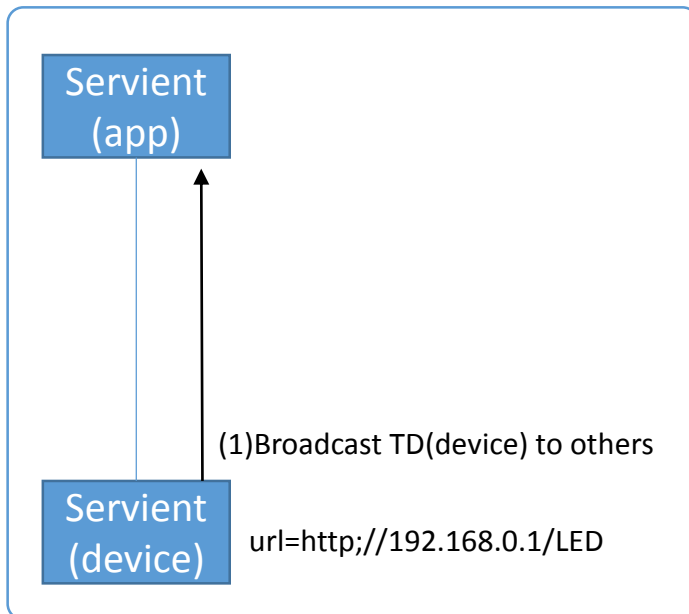 Servient
(app)
(1)Broadcast TD(device) to others
Servient
(device)
url=http;//192.168.0.1/LED